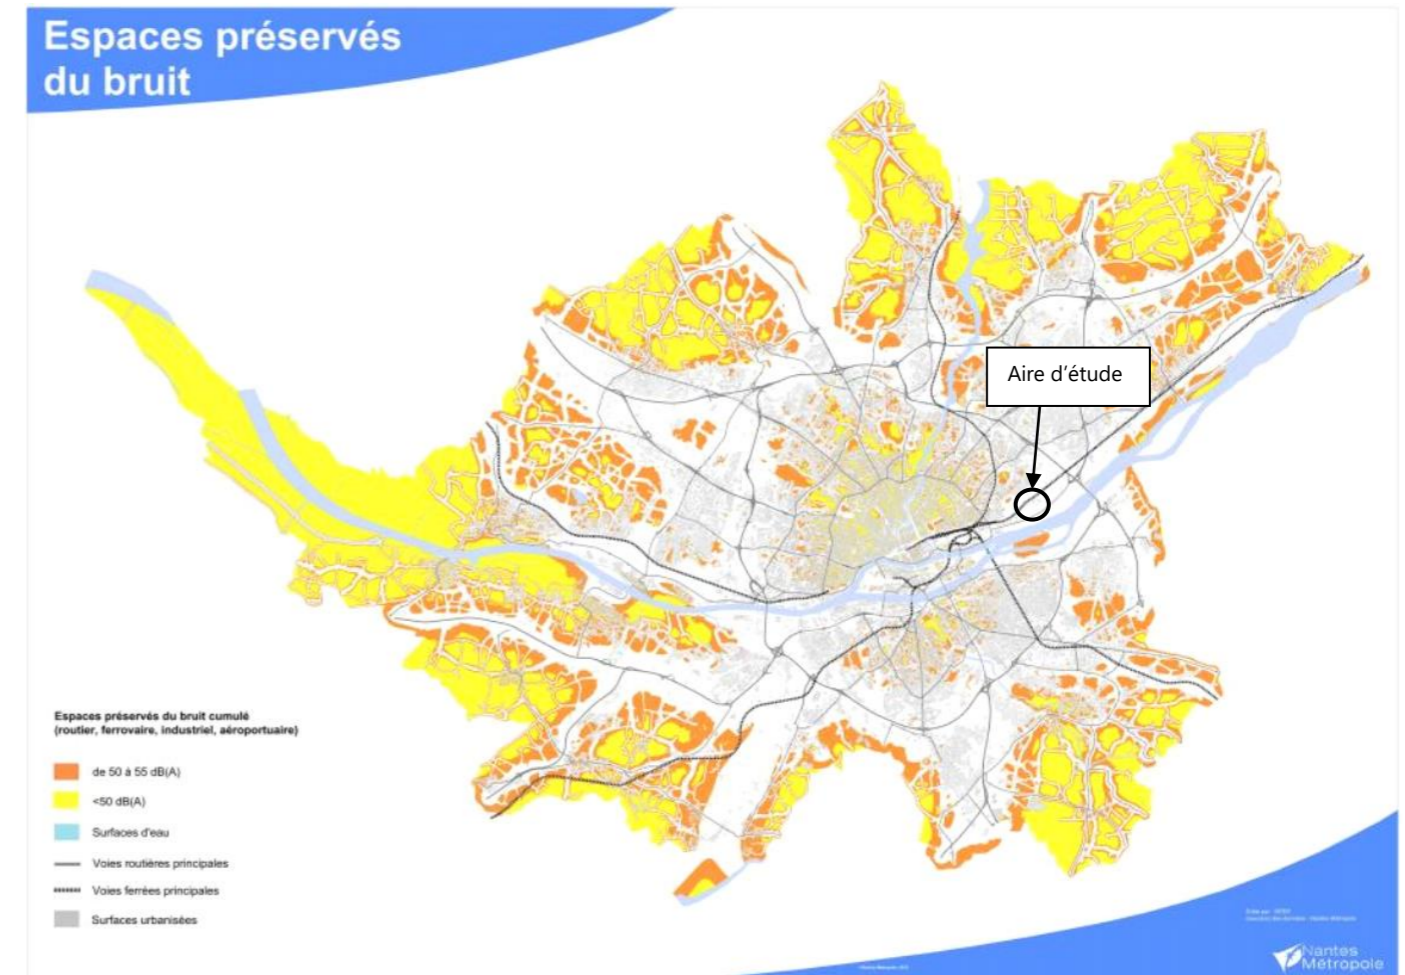 Espaces préservés
du bruit
Aire d'étude
Espaces préservés du bruit cumulé
(routier, ferrovaire, industriel, aéroportuaire)
de 50 à 55 dB(A)
<50 dB(A)
Surfaces d'eau
Voies routières principales
Voies ferrées principales
Surfaces urbanisées
Nantes
Métropole